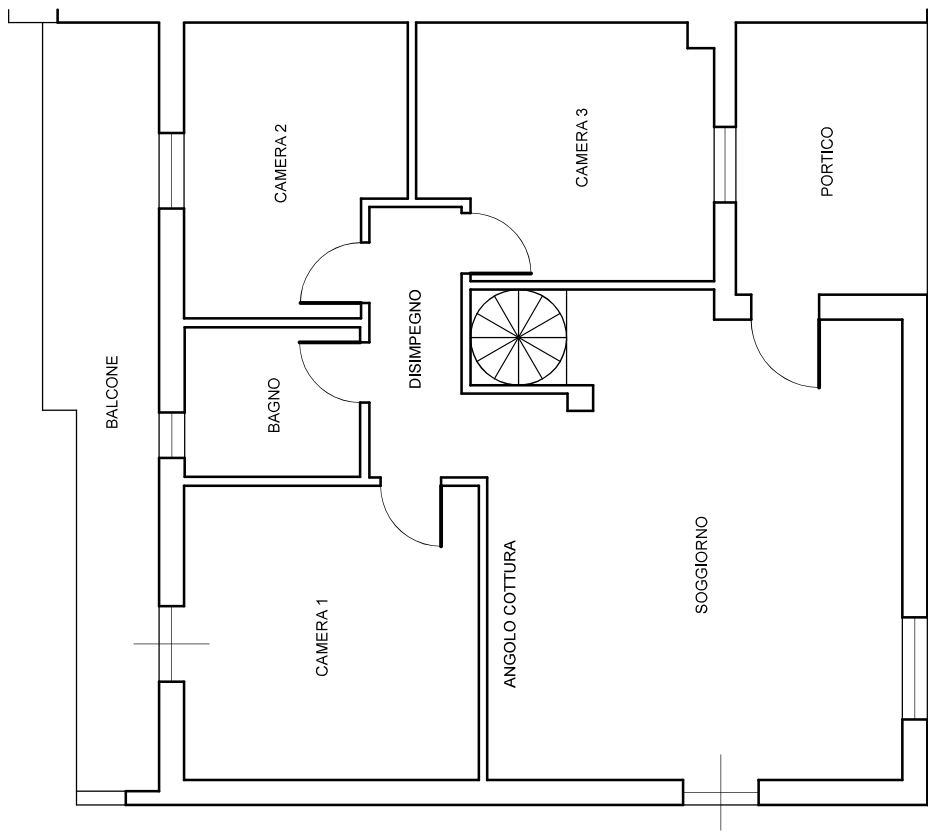 CAMERA 2
CAMERA 3
PORTICO
DISIMPEGNO
BALCONE
BAGNO
SOGGIORNO
ANGOLO COTTURA
CAMERA 1